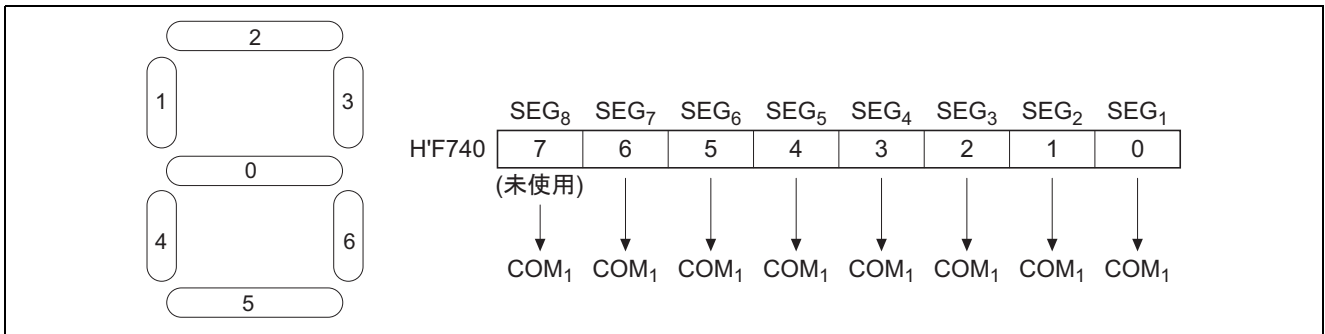 2
1 3
0
4 6
5
SEG₈ SEG₇ SEG₆ SEG₅ SEG₄ SEG₃ SEG₂ SEG₁
H'F740 7 6 5 4 3 2 1 0
(未使用)
COM₁ COM₁ COM₁ COM₁ COM₁ COM₁ COM₁ COM₁